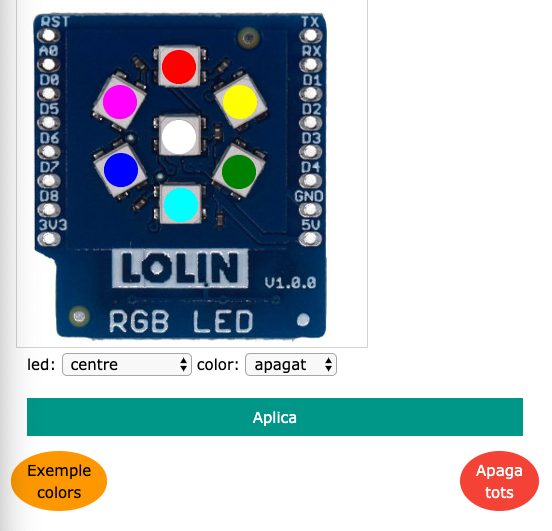 RST TX
A0 RX
D0 D1
D5 D2
D6 D3
D7 D4
D8 GND
3V3 5V
LOLIN V1.0.0
RGB LED
led: centre color: apagat
Aplica
Exemple
colors
Apaga
tots